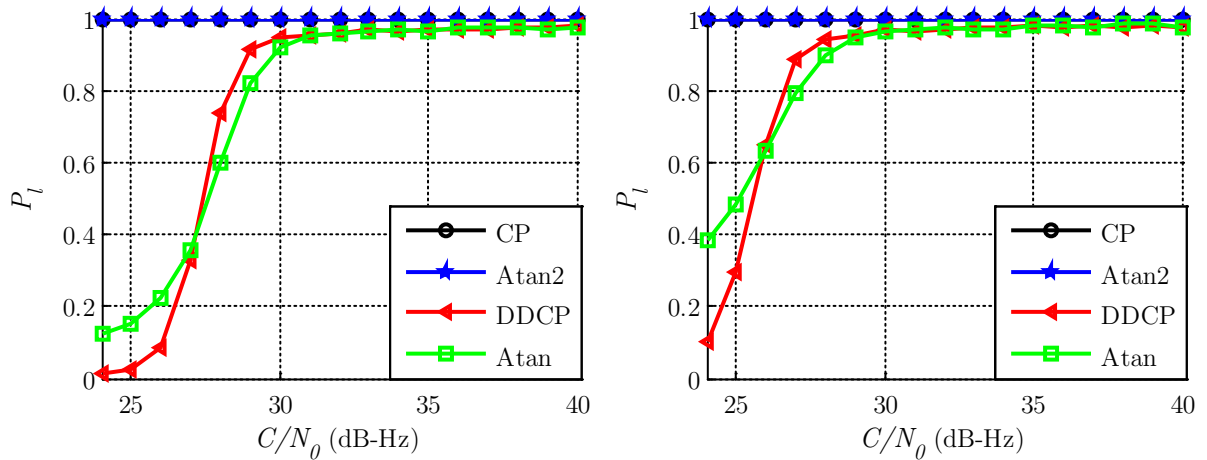 1
0.8
0.6
0.4
0.2
0
P_l
25 30 35 40
C/N_0 (dB-Hz)
CP
Atan2
DDCP
Atan
1
0.8
0.6
0.4
0.2
0
P_l
25 30 35 40
C/N_0 (dB-Hz)
CP
Atan2
DDCP
Atan